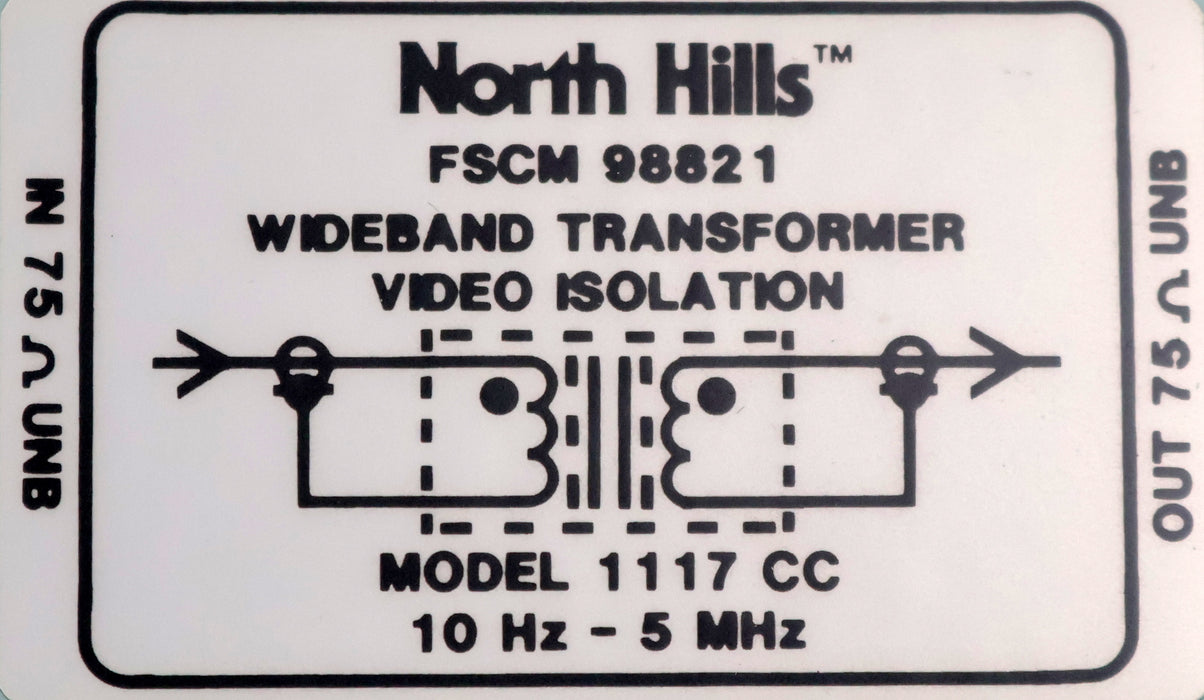 North Hills™
FSCM 98821
WIDEBAND TRANSFORMER
VIDEO ISOLATION
IN 75 Ω UNB
OUT 75 Ω UNB
MODEL 1117 CC
10 Hz - 5 MHz